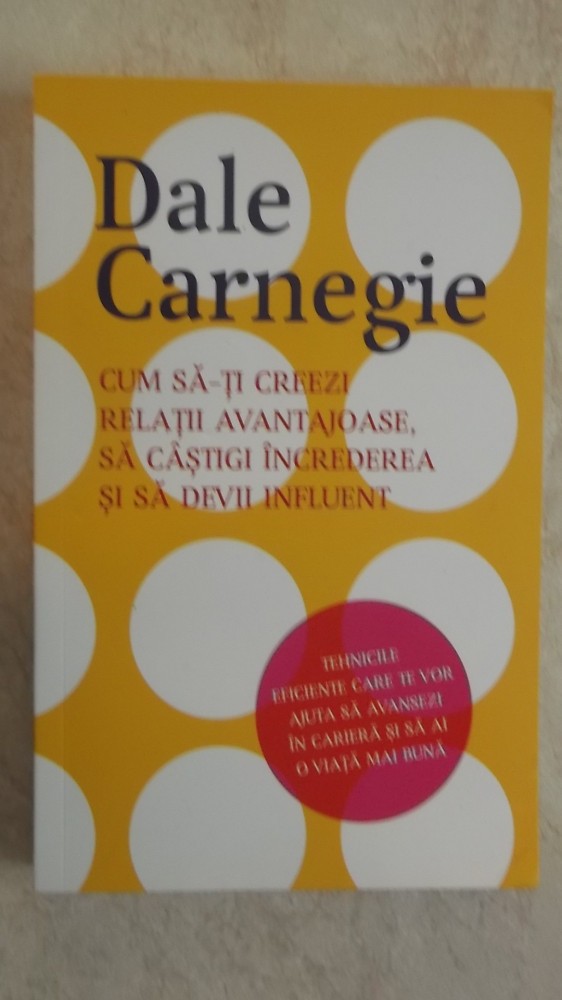 Dale
Carnegie
CUM SĂ-ȚI CREEZI
RELAȚII AVANTAJOASE,
SĂ CÂȘTIGI ÎNCREDEREA
ȘI SĂ DEVII INFLUENT
TEHNICILE
EFICIENTE CARE TE VOR
AJUTA SĂ AVANSEZI
ÎN CARIERĂ ȘI SĂ AI
O VIAȚĂ MAI BUNĂ